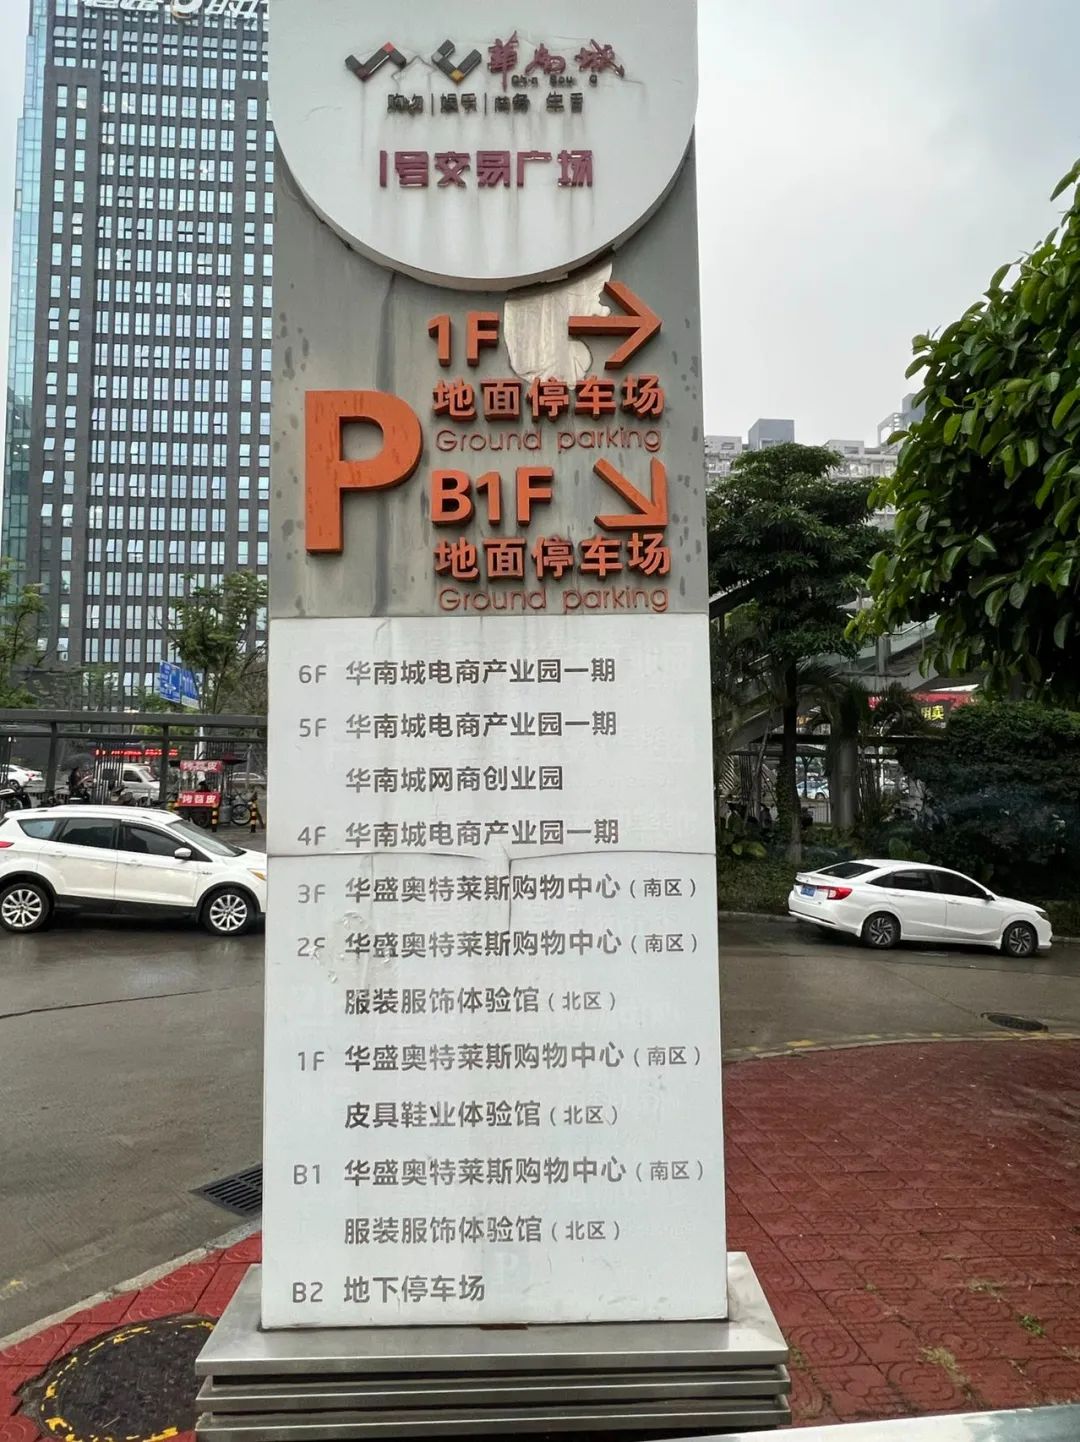 华南城
购物|娱乐|商务 生活
1号交易广场
1F
地面停车场
Ground parking
P
B1F
地面停车场
Ground parking
6F 华南城电商产业园一期
5F 华南城电商产业园一期
华南城网商创业园
4F 华南城电商产业园一期
3F 华盛奥特莱斯购物中心(南区)
2F 华盛奥特莱斯购物中心(南区)
服装服饰体验馆(北区)
1F 华盛奥特莱斯购物中心(南区)
皮具鞋业体验馆(北区)
B1 华盛奥特莱斯购物中心(南区)
服装服饰体验馆(北区)
B2 地下停车场
烤苕皮
烤苕皮